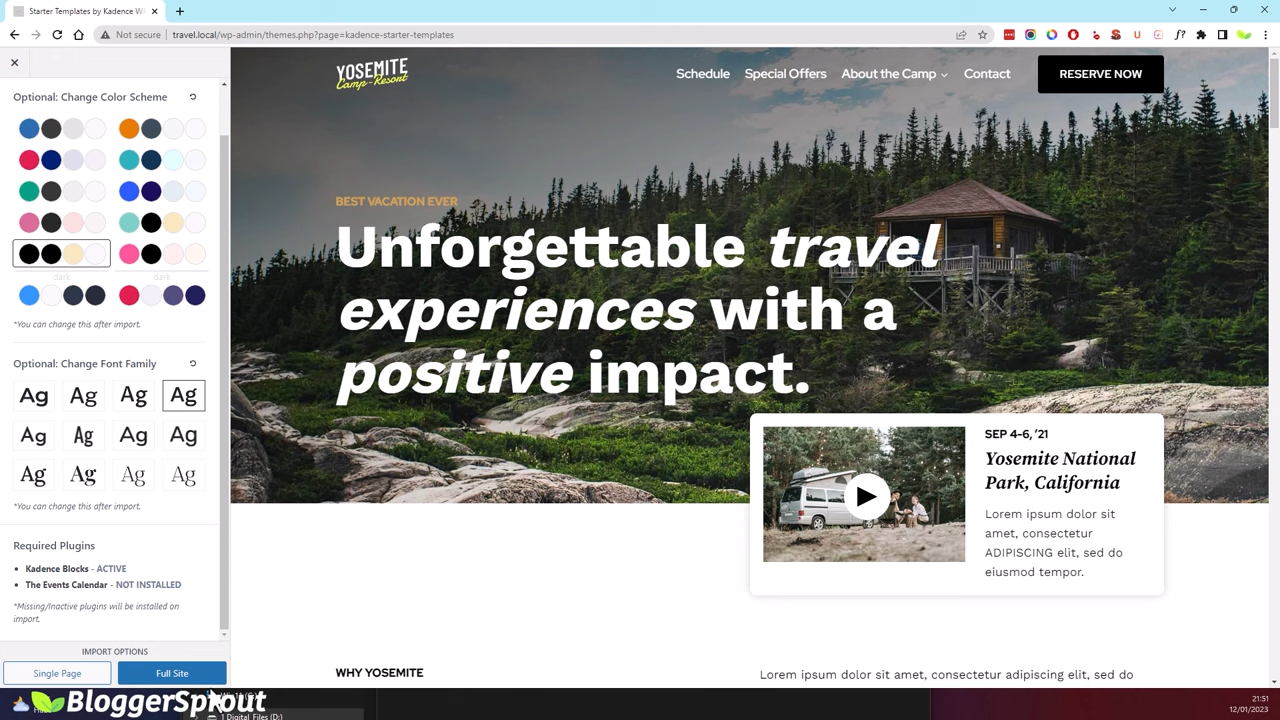 Starter Templates by Kadence W
Not secure
travel.local/wp-admin/themes.php?page=kadence-starter-templates
Optional: Change Color Scheme
dark
dark
*You can change this after import.
Optional: Change Font Family
Ag Ag Ag Ag
Ag Ag Ag Ag
Ag Ag Ag Ag
*You can change this after import.
Required Plugins
Kadence Blocks - ACTIVE
The Events Calendar - NOT INSTALLED
*Missing/Inactive plugins will be installed on
import.
IMPORT OPTIONS
Single Page
Full Site
YOSEMITE
Camp-Resort
Schedule
Special Offers
About the Camp
Contact
RESERVE NOW
BEST VACATION EVER
Unforgettable travel
experiences with a
positive impact.
SEP 4-6, '21
Yosemite National
Park, California
Lorem ipsum dolor sit
amet, consectetur
ADIPISCING elit, sed do
eiusmod tempor.
WHY YOSEMITE
Lorem ipsum dolor sit amet, consectetur adipiscing elit, sed do
BloggerSprout
1 Digital_Files (D:)
21:51
12/01/2023